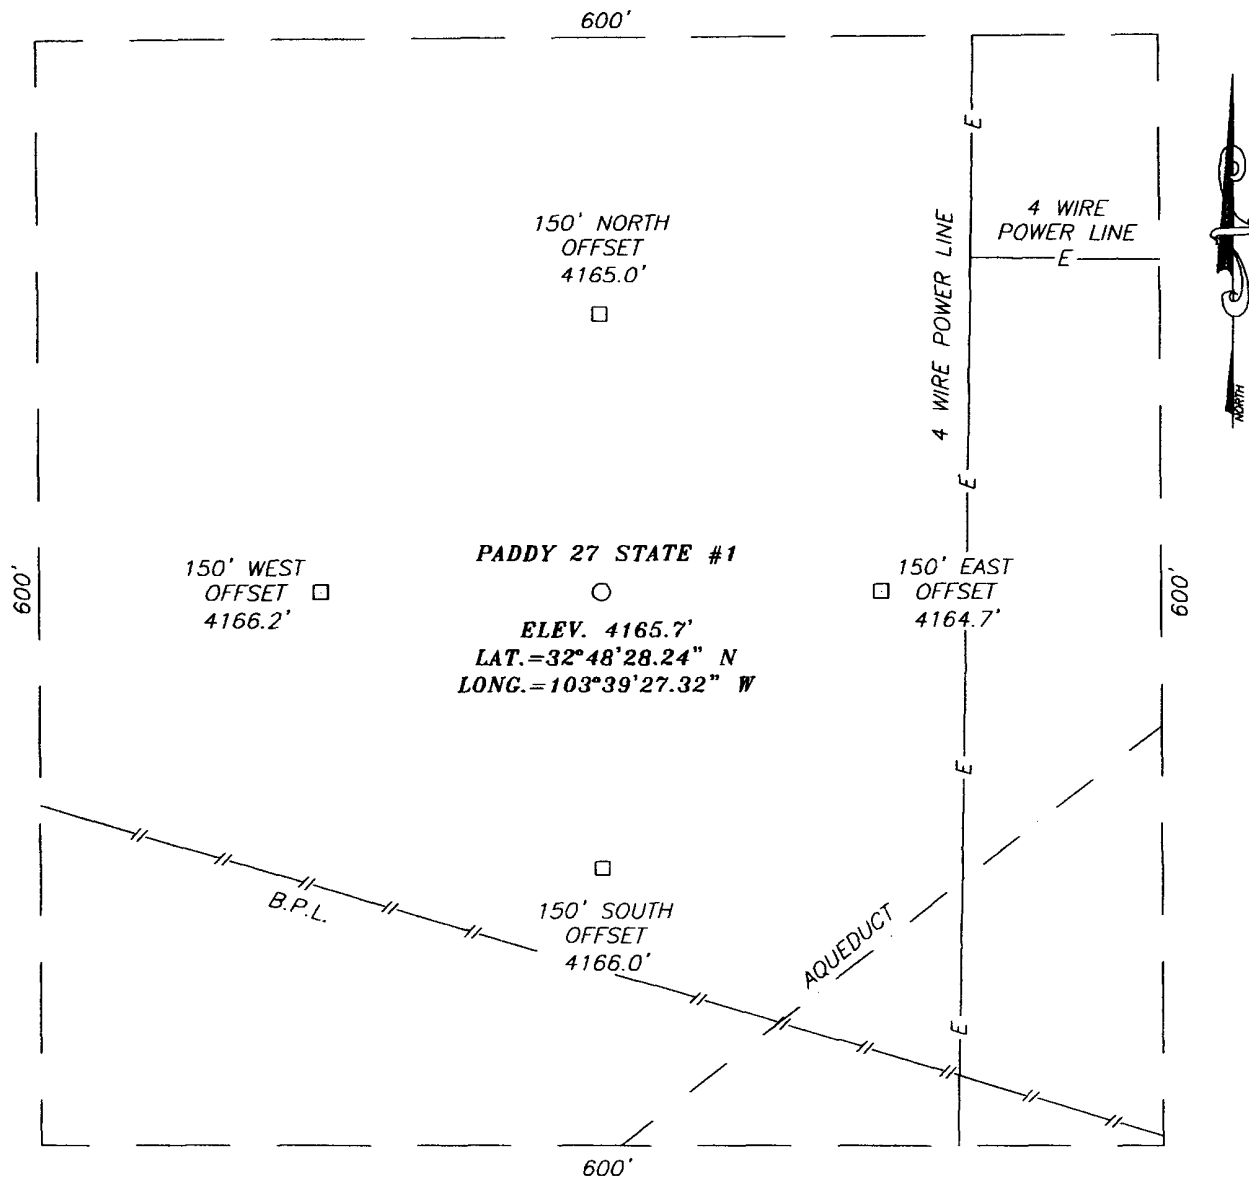 600'
150' NORTH
OFFSET
4165.0'
4 WIRE
POWER LINE
E
E
4 WIRE POWER LINE
NORTH
E
600'
150' WEST
OFFSET
4166.2'
PADDY 27 STATE #1
ELEV. 4165.7'
LAT.=32°48'28.24" N
LONG.=103°39'27.32" W
150' EAST
OFFSET
4164.7'
600'
E
B.P.L.
150' SOUTH
OFFSET
4166.0'
AQUEDUCT
E
600'